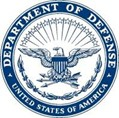 DEPARTMENT OF DEFENSE
UNITED STATES OF AMERICA